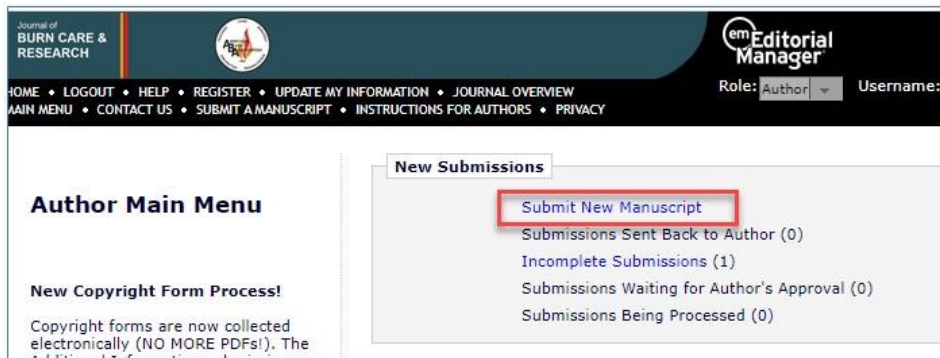 Journal of
BURN CARE &
RESEARCH
ABA
em Editorial
Manager
HOME • LOGOUT • HELP • REGISTER • UPDATE MY INFORMATION • JOURNAL OVERVIEW
MAIN MENU • CONTACT US • SUBMIT A MANUSCRIPT • INSTRUCTIONS FOR AUTHORS • PRIVACY
Role: Author Username:
New Submissions
Author Main Menu
Submit New Manuscript
Submissions Sent Back to Author (0)
Incomplete Submissions (1)
Submissions Waiting for Author's Approval (0)
Submissions Being Processed (0)
New Copyright Form Process!
Copyright forms are now collected
electronically (NO MORE PDFs!). The